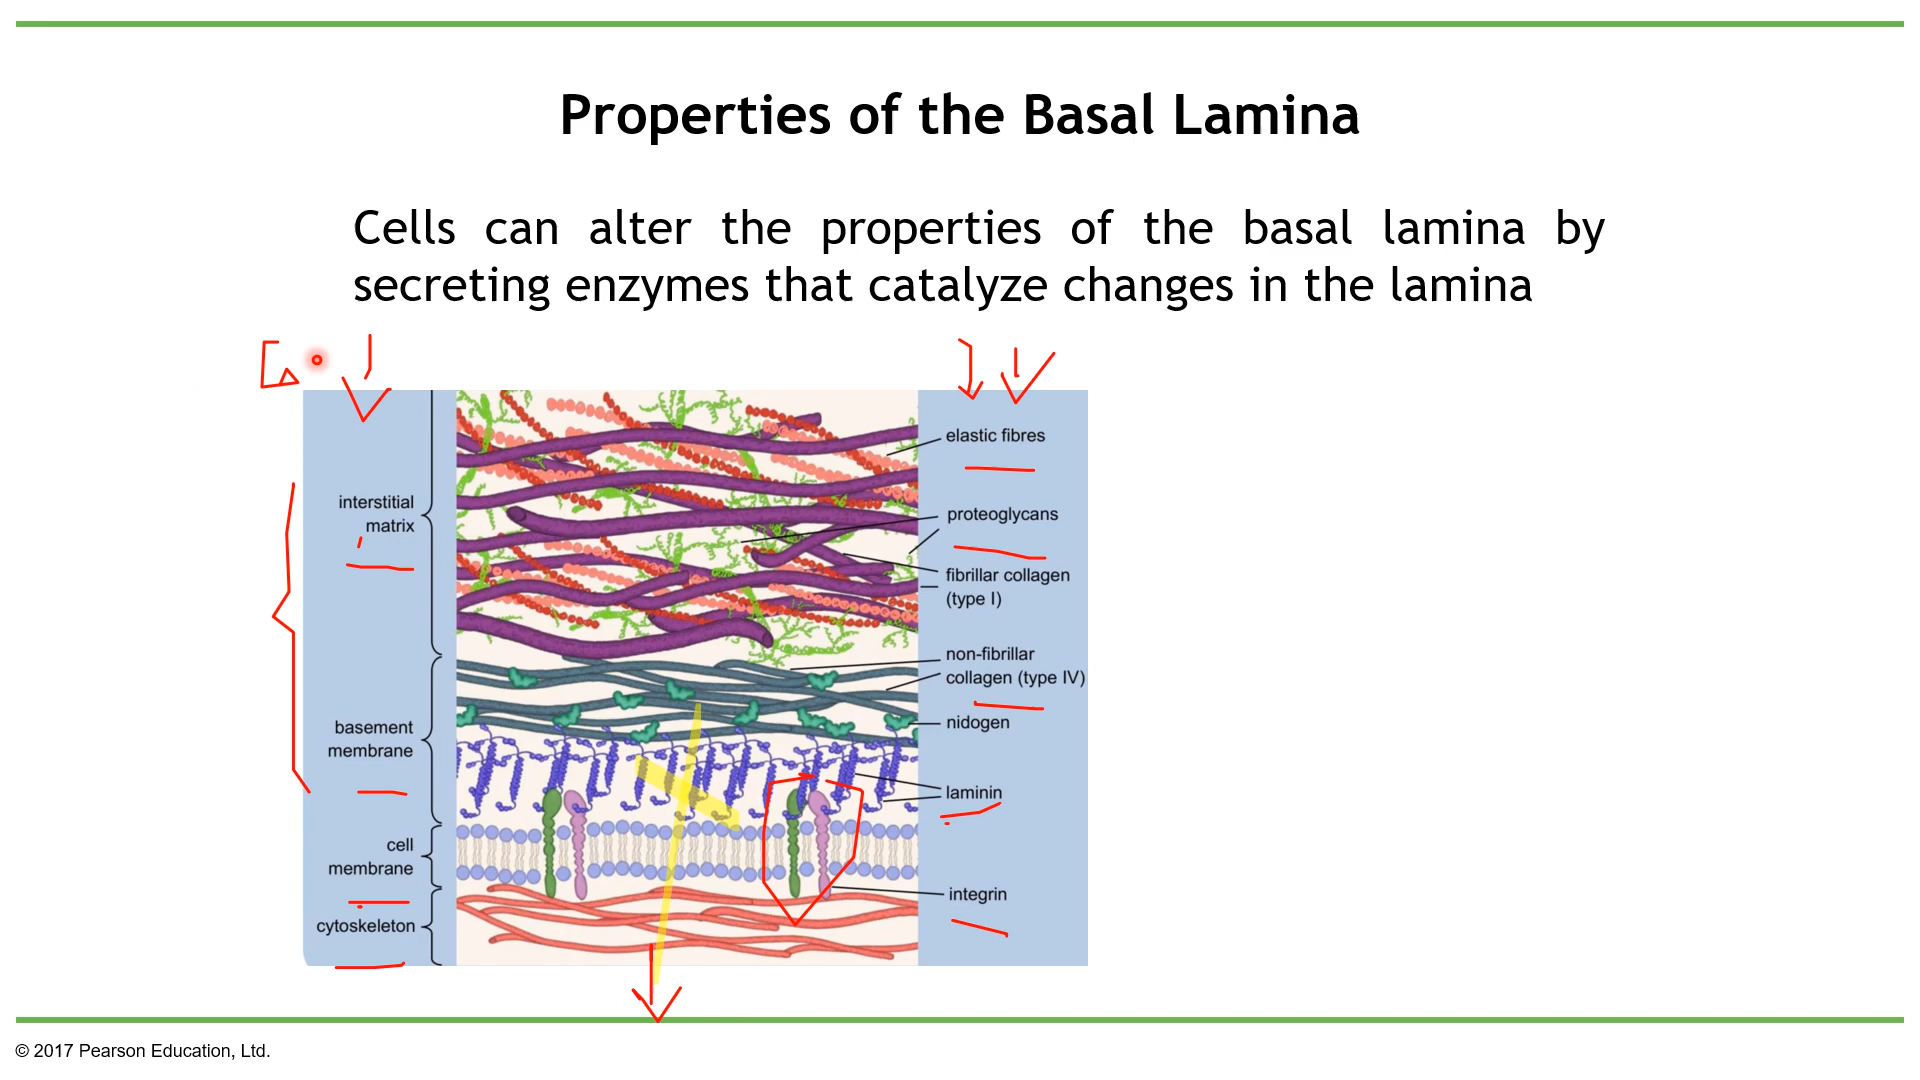 Properties of the Basal Lamina
Cells can alter the properties of the basal lamina by
secreting enzymes that catalyze changes in the lamina
interstitial
matrix
basement
membrane
cell
membrane
cytoskeleton
elastic fibres
proteoglycans
fibrillar collagen
(type I)
non-fibrillar
collagen (type IV)
nidogen
laminin
integrin
© 2017 Pearson Education, Ltd.